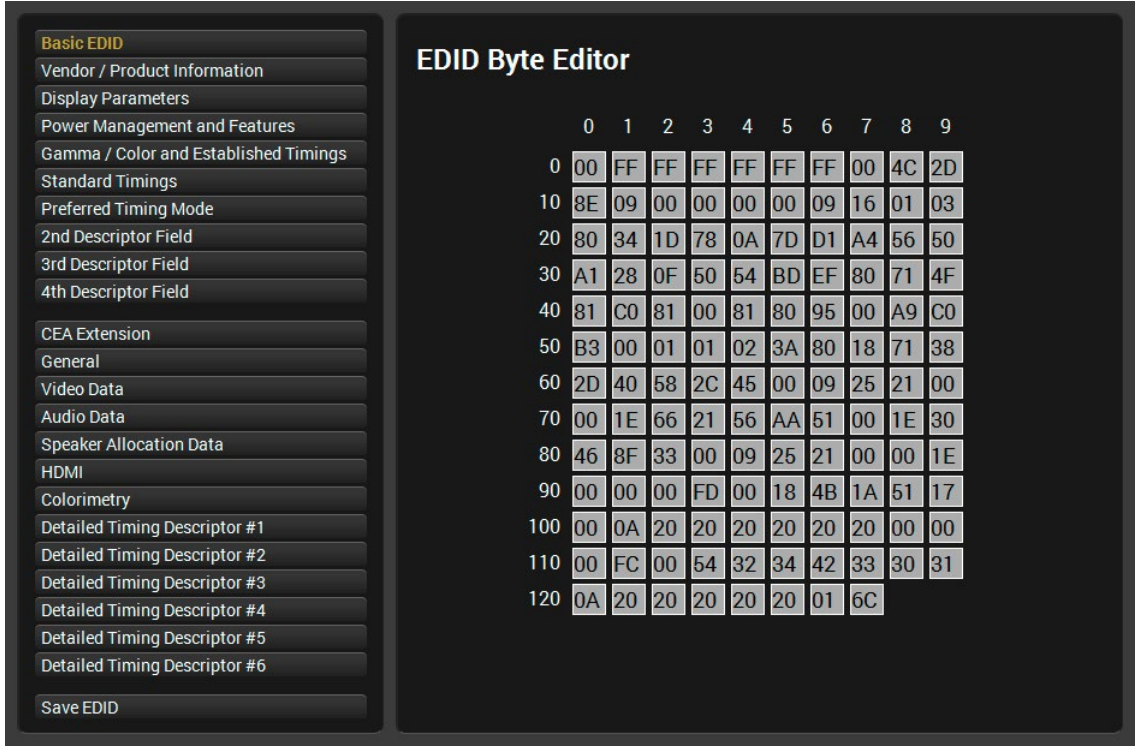 Basic EDID
Vendor / Product Information
Display Parameters
Power Management and Features
Gamma / Color and Established Timings
Standard Timings
Preferred Timing Mode
2nd Descriptor Field
3rd Descriptor Field
4th Descriptor Field
CEA Extension
General
Video Data
Audio Data
Speaker Allocation Data
HDMI
Colorimetry
Detailed Timing Descriptor #1
Detailed Timing Descriptor #2
Detailed Timing Descriptor #3
Detailed Timing Descriptor #4
Detailed Timing Descriptor #5
Detailed Timing Descriptor #6
Save EDID
EDID Byte Editor
0 1 2 3 4 5 6 7 8 9
0 00 FF FF FF FF FF FF 00 4C 2D
10 8E 09 00 00 00 00 09 16 01 03
20 80 34 1D 78 0A 7D D1 A4 56 50
30 A1 28 0F 50 54 BD EF 80 71 4F
40 81 C0 81 00 81 80 95 00 A9 C0
50 B3 00 01 01 02 3A 80 18 71 38
60 2D 40 58 2C 45 00 09 25 21 00
70 00 1E 66 21 56 AA 51 00 1E 30
80 46 8F 33 00 09 25 21 00 00 1E
90 00 00 00 FD 00 18 4B 1A 51 17
100 00 0A 20 20 20 20 20 20 00 00
110 00 FC 00 54 32 34 42 33 30 31
120 0A 20 20 20 20 20 01 6C